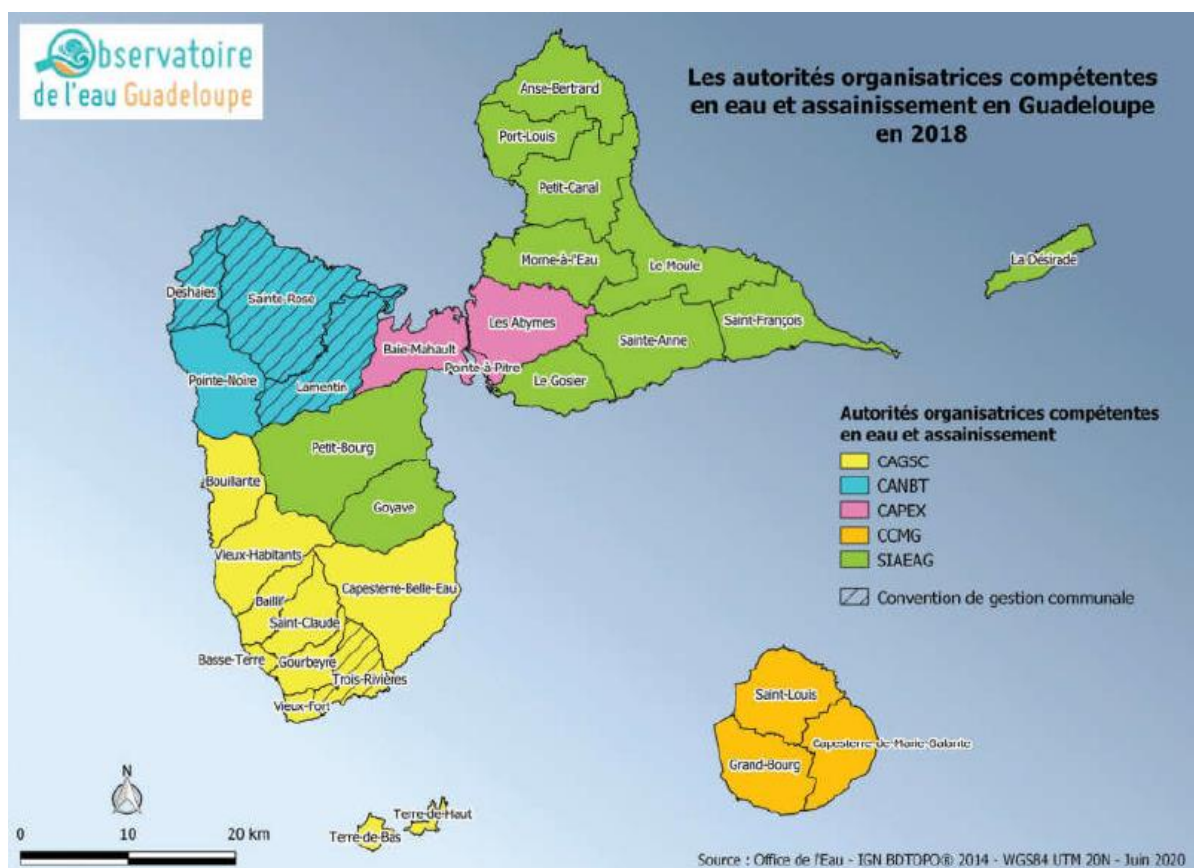 Observatoire
de l'eau Guadeloupe
Les autorités organisatrices compétentes
en eau et assainissement en Guadeloupe
en 2018
Anse-Bertrand
Port-Louis
Petit-Canal
Morne-à-l'Eau
Le Moule
La Désirade
Deshaies
Sainte-Rose
Les Abymes
Saint-François
Sainte-Anne
Baie-Mahault
Pointe-à-Pitre
Le Gosier
Pointe-Noire
Lamentin
Petit-Bourg
Bouillante
Goyave
Vieux-Habitants
Capesterre-Belle-Eau
Baillif
Saint-Claude
Basse-Terre
Gourbeyre
Trois-Rivières
Vieux-Fort
Autorités organisatrices compétentes
en eau et assainissement
CAGSC
CANBT
CAPEX
CCMG
SIAEAG
Convention de gestion communale
Saint-Louis
Capesterre-de-Marie-Galante
Grand-Bourg
Terre-de-Haut
Terre-de-Bas
N
0 10 20 km
Source : Office de l'Eau - IGN BDTOPO® 2014 - WGS84 UTM 20N - Juin 2020